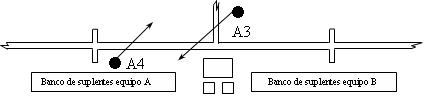 A3
A4
Banco de suplentes equipo A
Banco de suplentes equipo B